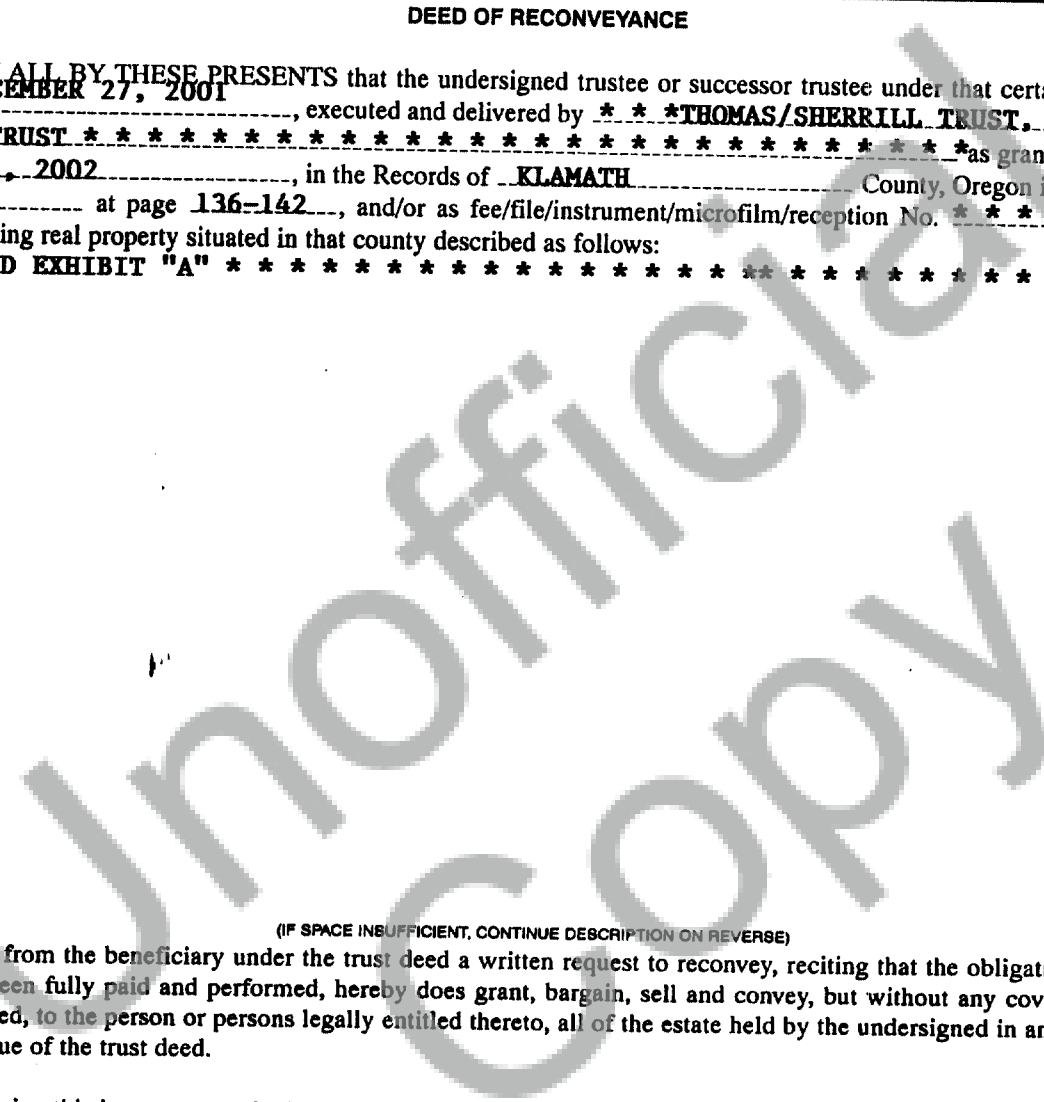 DEED OF RECONVEYANCE
ALL BY THESE PRESENTS that the undersigned trustee or successor trustee under that certa
EMBER 27, 2001
, executed and delivered by * * *THOMAS/SHERRILL TRUST,
RUST * * * * * * * * * * * * * * * * * * * * * * * * * * * *as gran
, 2002 , in the Records of KLAMATH County, Oregon i
at page 136-142 , and/or as fee/file/instrument/microfilm/reception No. * * *
ing real property situated in that county described as follows:
D EXHIBIT "A" * * * * * * * * * * * * * * * * * ** * * * * * * * *
Unofficial
Copy
(IF SPACE INSUFFICIENT, CONTINUE DESCRIPTION ON REVERSE)
from the beneficiary under the trust deed a written request to reconvey, reciting that the obligat
een fully paid and performed, hereby does grant, bargain, sell and convey, but without any cov
ed, to the person or persons legally entitled thereto, all of the estate held by the undersigned in an
ue of the trust deed.